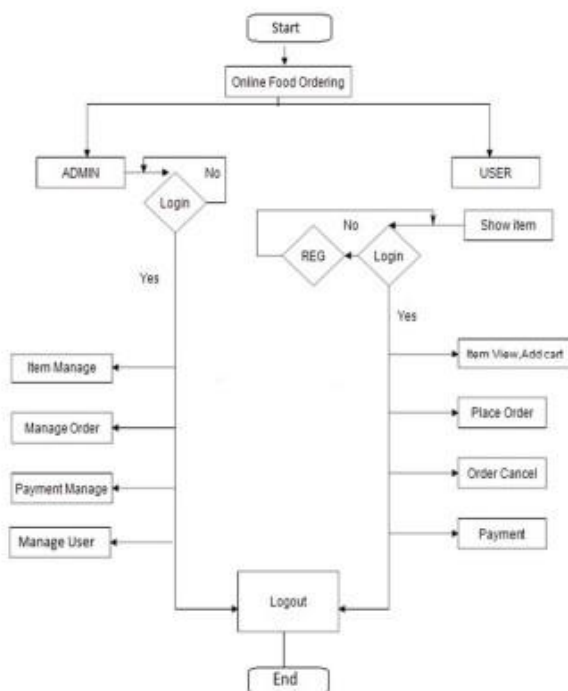 Start
Online Food Ordering
ADMIN
No
USER
Login
Show item
No
REG
Login
Yes
Yes
Item Manage
Item View,Add cart
Manage Order
Place Order
Payment Manage
Order Cancel
Manage User
Payment
Logout
End